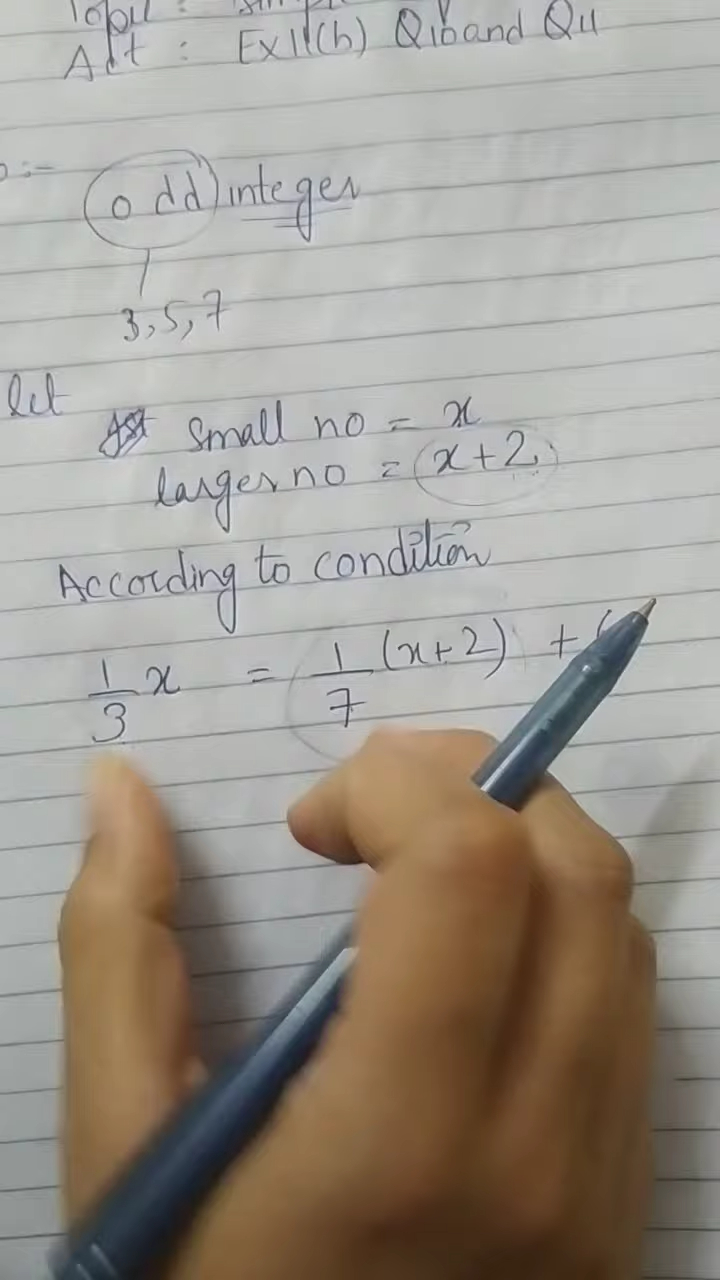 Act : Ex 11(h) Q10 and Q11
odd integer
3, 5, 7
let
small no = x
larger no = x+2
According to condition
1/3 x = 1/7 (x+2) +